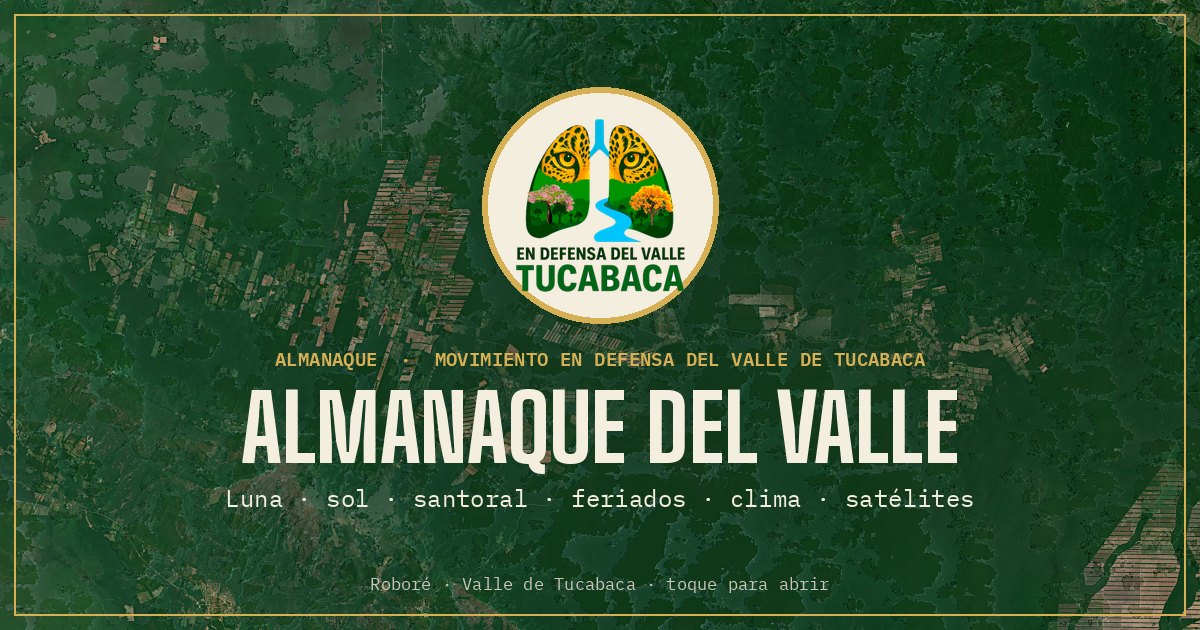 EN DEFENSA DEL VALLE
TUCABACA
ALMANAQUE · MOVIMIENTO EN DEFENSA DEL VALLE DE TUCABACA
ALMANAQUE DEL VALLE
Luna · sol · santoral · feriados · clima · satélites
Roboré · Valle de Tucabaca · toque para abrir